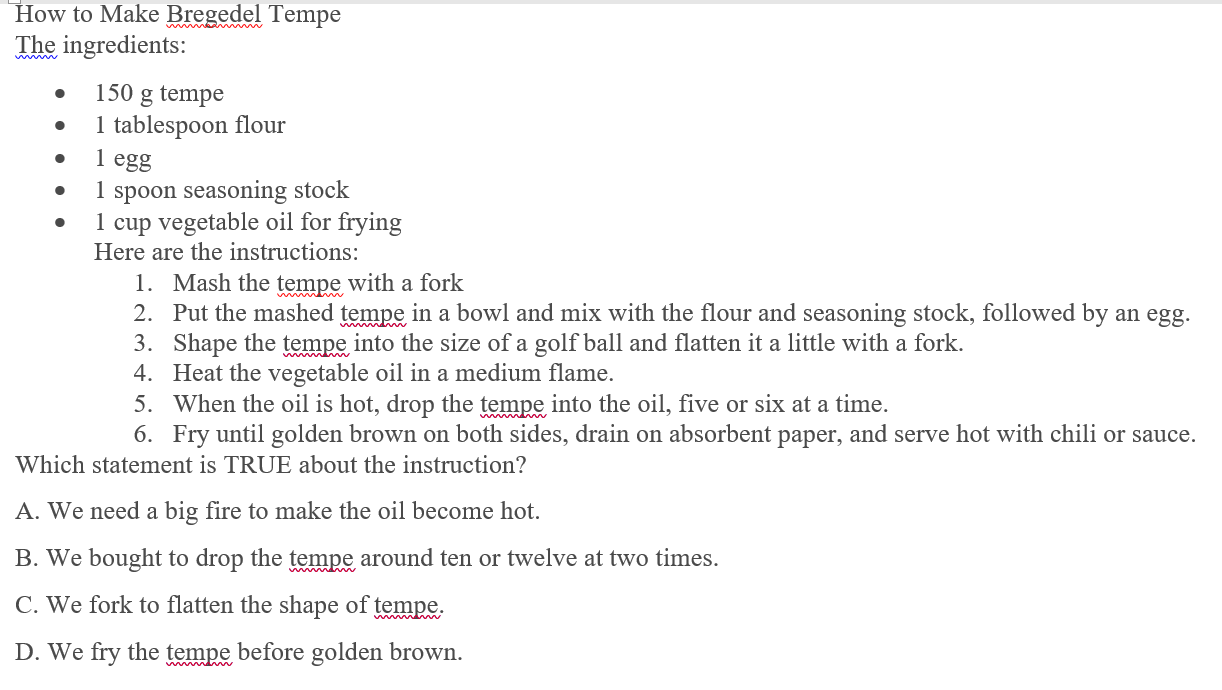 How to Make Bregedel Tempe
The ingredients:
• 150 g tempe
• 1 tablespoon flour
• 1 egg
• 1 spoon seasoning stock
• 1 cup vegetable oil for frying
Here are the instructions:
1. Mash the tempe with a fork
2. Put the mashed tempe in a bowl and mix with the flour and seasoning stock, followed by an egg.
3. Shape the tempe into the size of a golf ball and flatten it a little with a fork.
4. Heat the vegetable oil in a medium flame.
5. When the oil is hot, drop the tempe into the oil, five or six at a time.
6. Fry until golden brown on both sides, drain on absorbent paper, and serve hot with chili or sauce.
Which statement is TRUE about the instruction?
A. We need a big fire to make the oil become hot.
B. We bought to drop the tempe around ten or twelve at two times.
C. We fork to flatten the shape of tempe.
D. We fry the tempe before golden brown.